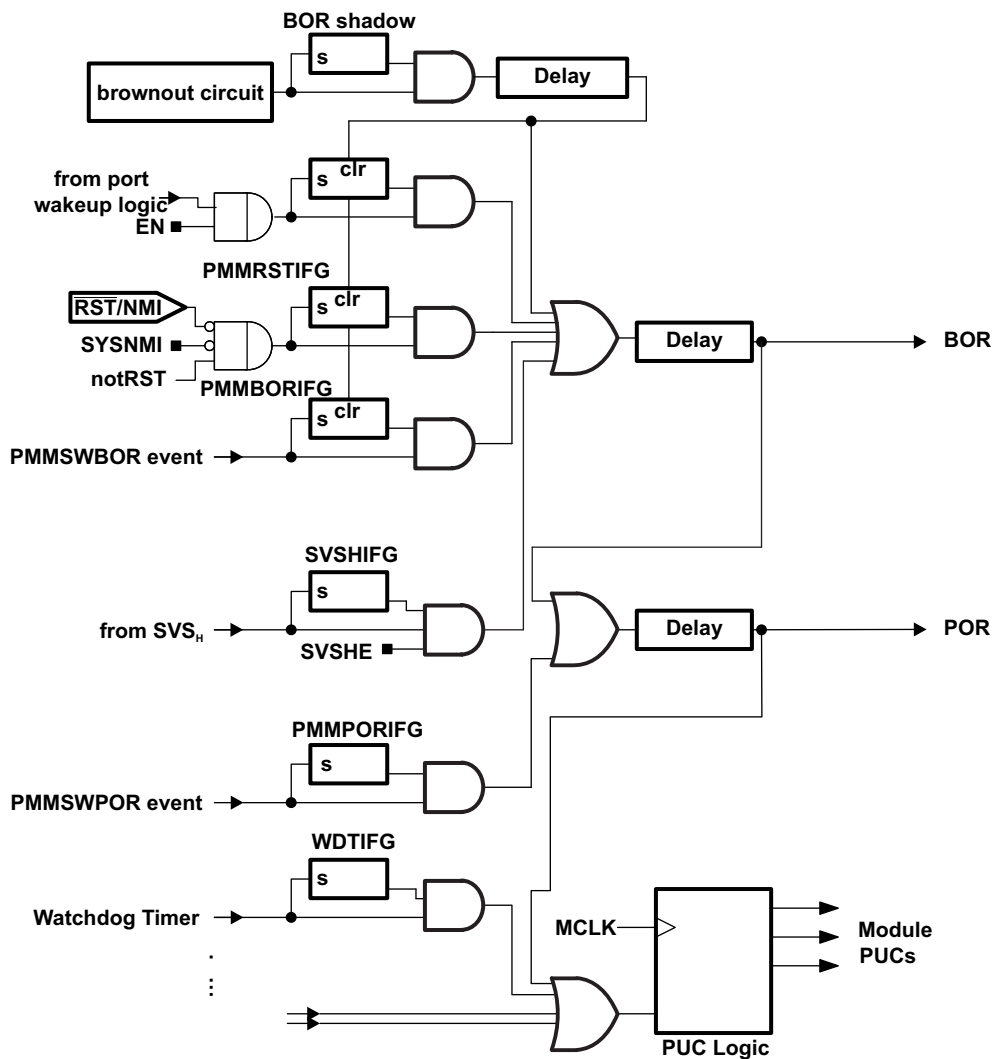 BOR shadow
s
brownout circuit
Delay
from port
wakeup logic
EN
s clr
PMMRSTIFG
RST/NMI
SYSNMI
notRST
s clr
Delay
BOR
PMMBORIFG
s clr
PMMSWBOR event
SVSHIFG
s
from SVSH
SVSHE
Delay
POR
PMMPORIFG
s
PMMSWPOR event
WDTIFG
s
Watchdog Timer
.
:
MCLK
Module
PUCs
PUC Logic